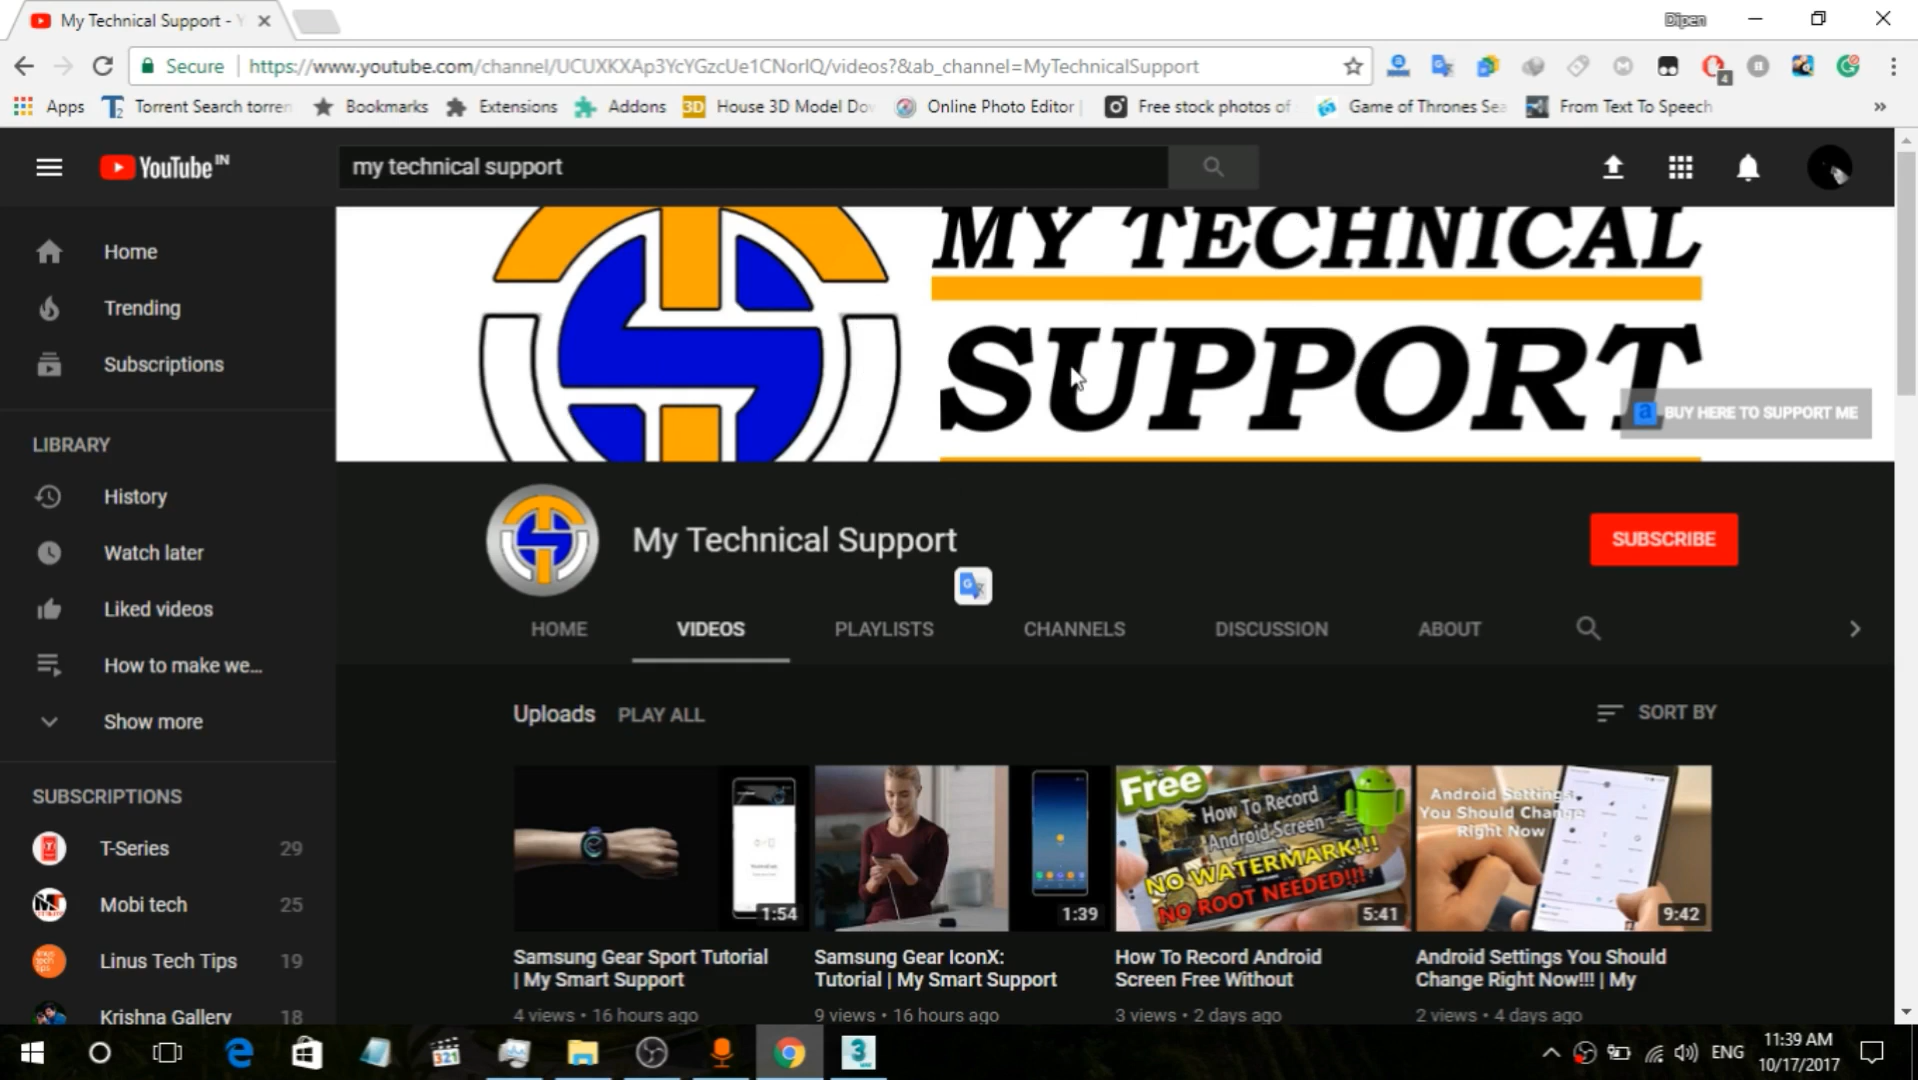 My Technical Support - Y
Dipen
Secure https://www.youtube.com/channel/UCUXKXAp3YcYGzcUe1CNorIQ/videos?&ab_channel=MyTechnicalSupport
4
Apps Torrent Search torren Bookmarks Extensions Addons 3D House 3D Model Do Online Photo Editor Free stock photos of Game of Thrones Sea From Text To Speech
YouTube IN
my technical support
MY TECHNICAL
SUPPORT
a BUY HERE TO SUPPORT ME
Home
Trending
Subscriptions
LIBRARY
History
Watch later
Liked videos
How to make we...
Show more
SUBSCRIPTIONS
T-Series 29
Mobi tech 25
Linus Tech Tips 19
Krishna Gallery 18
My Technical Support
SUBSCRIBE
HOME VIDEOS PLAYLISTS CHANNELS DISCUSSION ABOUT
Uploads PLAY ALL SORT BY
1:54
1:39
Free
How To Record
Android Screen
NO WATERMARK!!!
NO ROOT NEEDED!!!
5:41
Android Settings
You Should Change
Right Now
9:42
Samsung Gear Sport Tutorial
| My Smart Support
4 views • 16 hours ago
Samsung Gear IconX:
Tutorial | My Smart Support
9 views • 16 hours ago
How To Record Android
Screen Free Without
3 views • 2 days ago
Android Settings You Should
Change Right Now!!! | My
2 views • 4 days ago
321
3
ENG
11:39 AM
10/17/2017